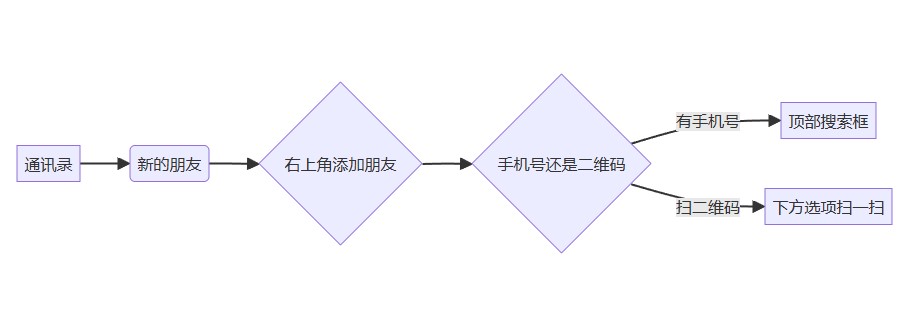 通讯录
新的朋友
右上角添加朋友
手机号还是二维码
有手机号
顶部搜索框
扫二维码
下方选项扫一扫